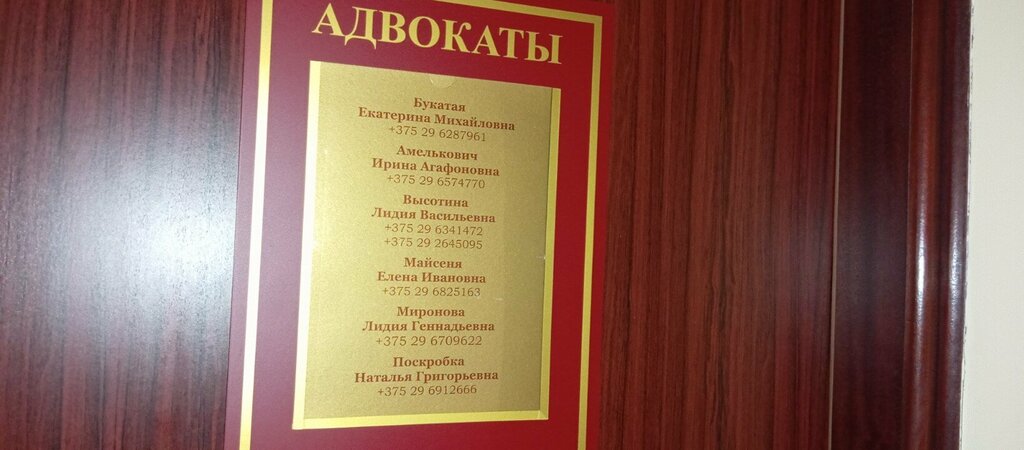 АДВОКАТЫ
Букатая
Екатерина Михайловна
+375 29 6287961
Амелькович
Ирина Агафоновна
+375 29 6574770
Высотина
Лидия Васильевна
+375 29 6341472
+375 29 2645095
Майсеня
Елена Ивановна
+375 29 6825163
Миронова
Лидия Геннадьевна
+375 29 6709622
Поскробка
Наталья Григорьевна
+375 29 6912666